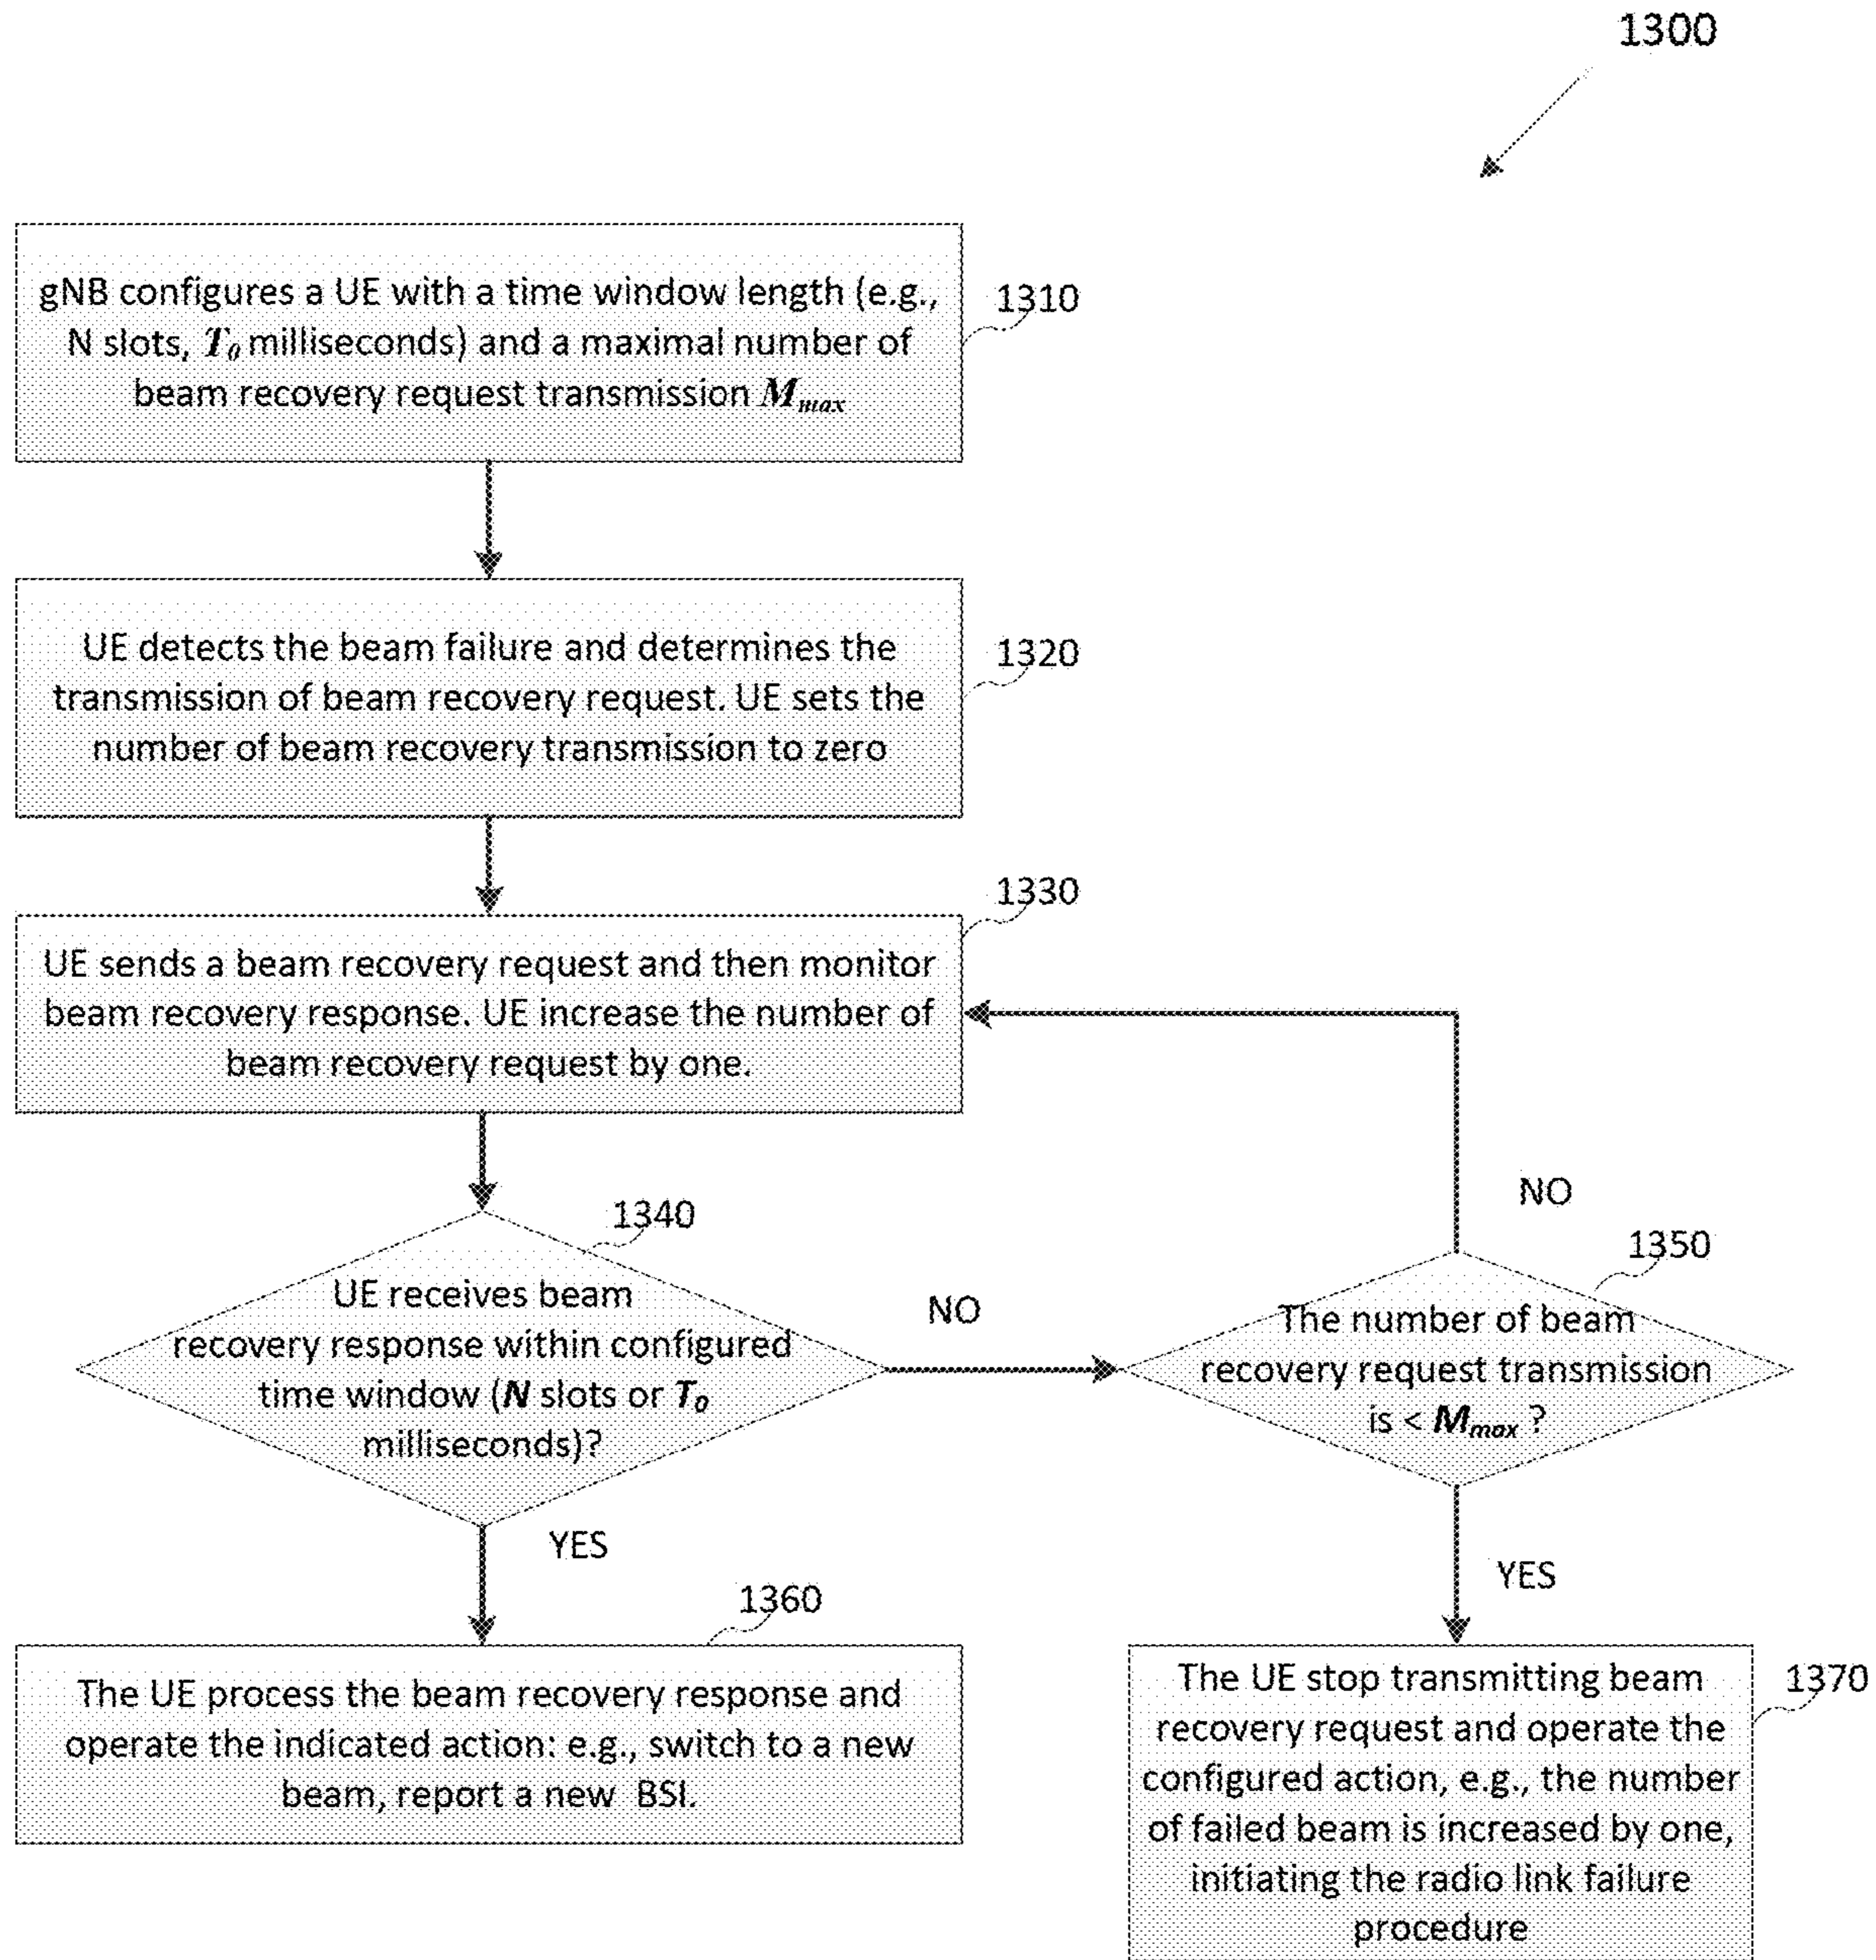 1300
gNB configures a UE with a time window length (e.g.,
N slots, T0 milliseconds) and a maximal number of
beam recovery request transmission Mmax
1310
UE detects the beam failure and determines the
transmission of beam recovery request. UE sets the
number of beam recovery transmission to zero
1320
1330
UE sends a beam recovery request and then monitor
beam recovery response. UE increase the number of
beam recovery request by one.
NO
1340
1350
UE receives beam
recovery response within configured
time window (N slots or T0
milliseconds)?
NO
The number of beam
recovery request transmission
is < Mmax ?
YES
YES
1360
The UE process the beam recovery response and
operate the indicated action: e.g., switch to a new
beam, report a new BSI.
1370
The UE stop transmitting beam
recovery request and operate the
configured action, e.g., the number
of failed beam is increased by one,
initiating the radio link failure
procedure